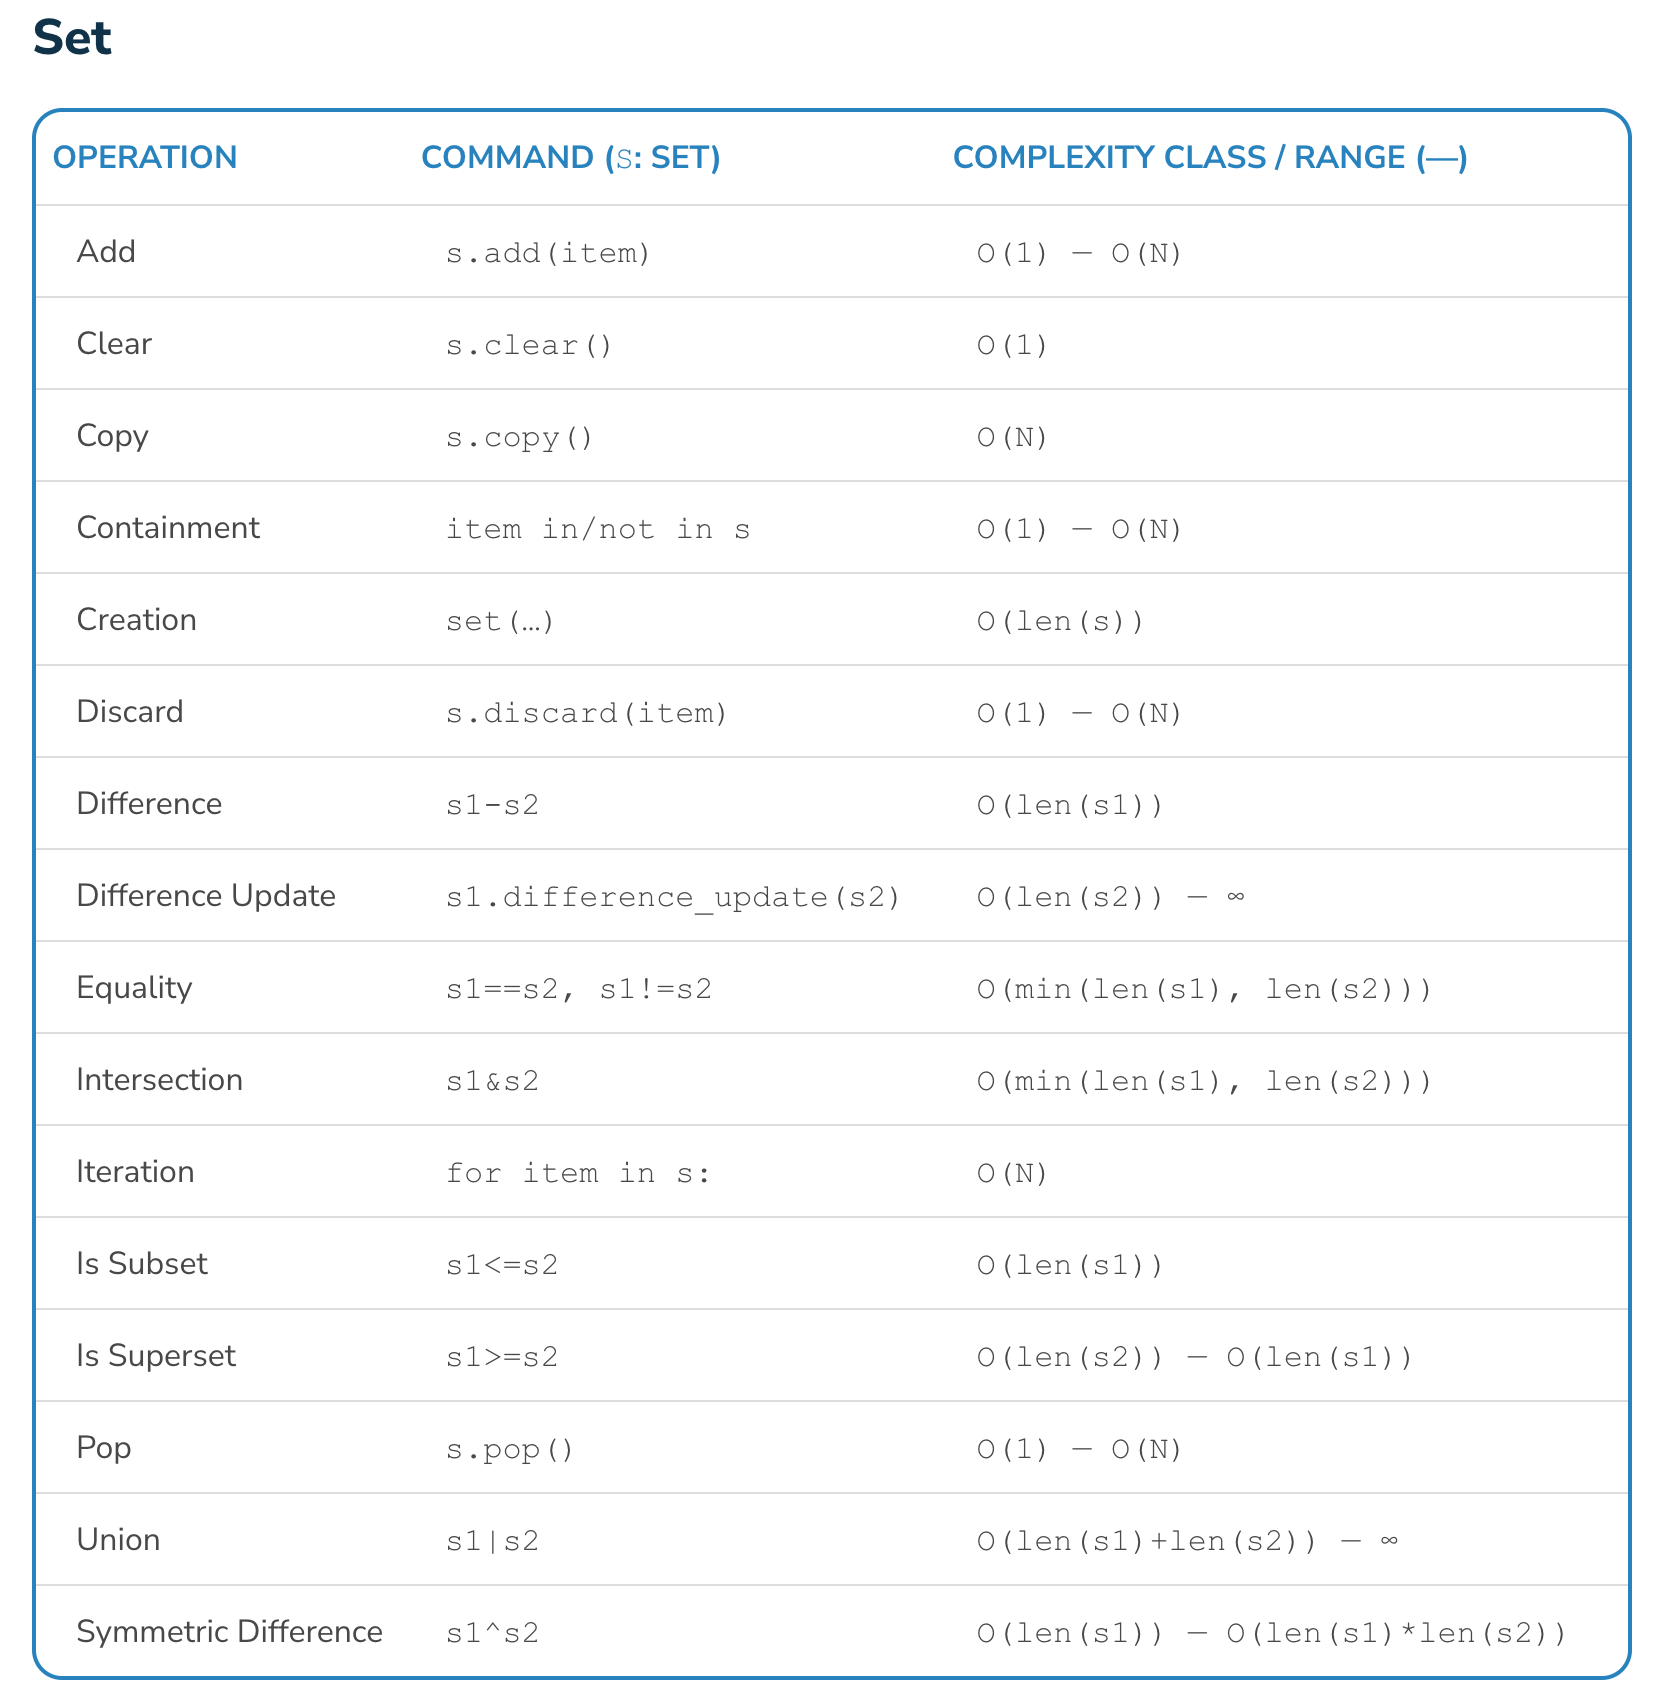 Set
OPERATION COMMAND (S: SET) COMPLEXITY CLASS / RANGE (—)
Add s.add(item) O(1) — O(N)
Clear s.clear() O(1)
Copy s.copy() O(N)
Containment item in/not in s O(1) — O(N)
Creation set(…) O(len(s))
Discard s.discard(item) O(1) — O(N)
Difference s1-s2 O(len(s1))
Difference Update s1.difference_update(s2) O(len(s2)) — ∞
Equality s1==s2, s1!=s2 O(min(len(s1), len(s2)))
Intersection s1&s2 O(min(len(s1), len(s2)))
Iteration for item in s: O(N)
Is Subset s1<=s2 O(len(s1))
Is Superset s1>=s2 O(len(s2)) — O(len(s1))
Pop s.pop() O(1) — O(N)
Union s1|s2 O(len(s1)+len(s2)) — ∞
Symmetric Difference s1^s2 O(len(s1)) — O(len(s1)*len(s2))